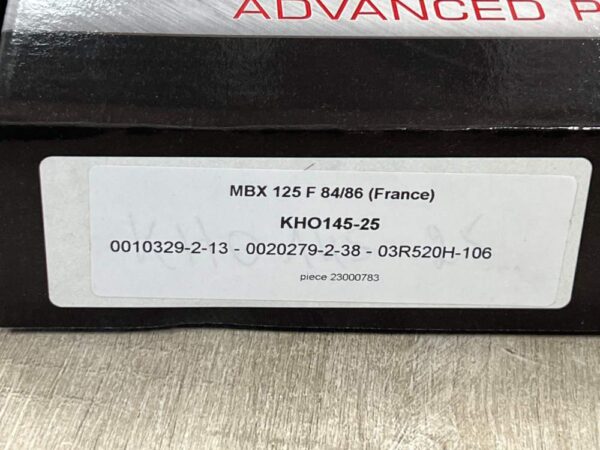 ADVANCED P
MBX 125 F 84/86 (France)
KHO145-25
0010329-2-13 - 0020279-2-38 - 03R520H-106
piece 23000783